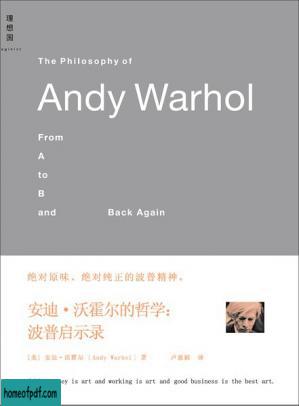 理
想
国
imaginist
The Philosophy of
Andy Warhol
From
A
to
B
and Back Again
绝对原味、绝对纯正的波普精神。
安迪·沃霍尔的哲学：
波普启示录
[美] 安迪·沃霍尔 (Andy Warhol) 著 卢慈颖 译
ey is art and working is art and good business is the best art.
homeofpdf.com